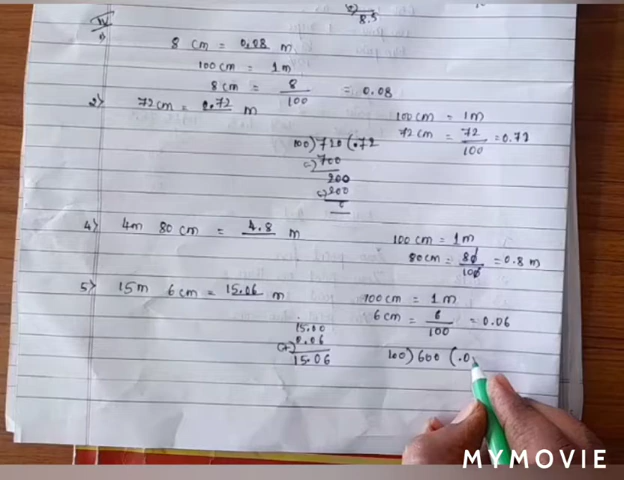 8.5
IV
1) 8 cm = 0.08 m
100 cm = 1 m
8 cm = 8/100 = 0.08
2) 72 cm = 0.72 m
100 cm = 1 m
72 cm = 72/100 = 0.72
100) 720 (.72
(-) 700
200
(-) 200
0
4) 4 m 80 cm = 4.8 m
100 cm = 1 m
80 cm = 80/100 = 0.8 m
5) 15 m 6 cm = 15.06 m
100 cm = 1 m
6 cm = 6/100 = 0.06
15.00
(+) 0.06
15.06
100) 600 (.0
MYMOVIE